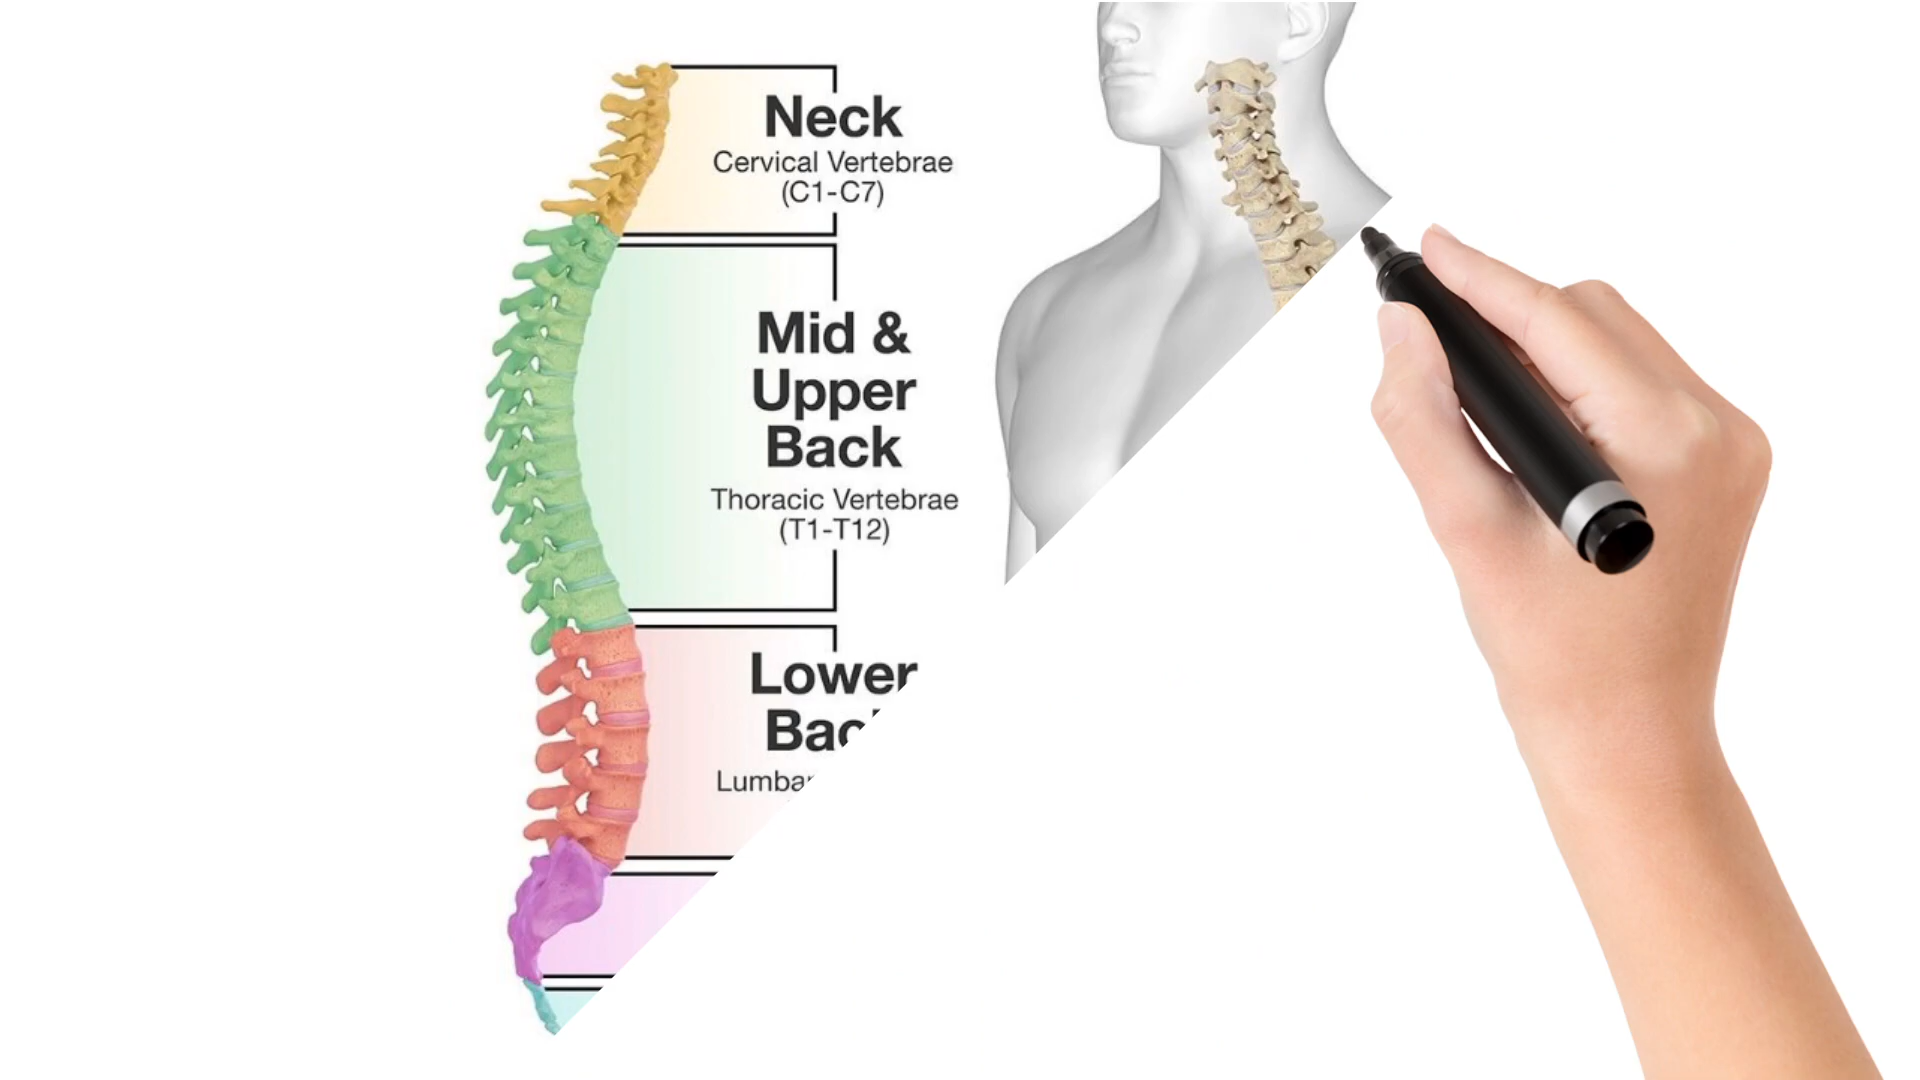 Neck
Cervical Vertebrae
(C1-C7)
Mid &
Upper
Back
Thoracic Vertebrae
(T1-T12)
Lower